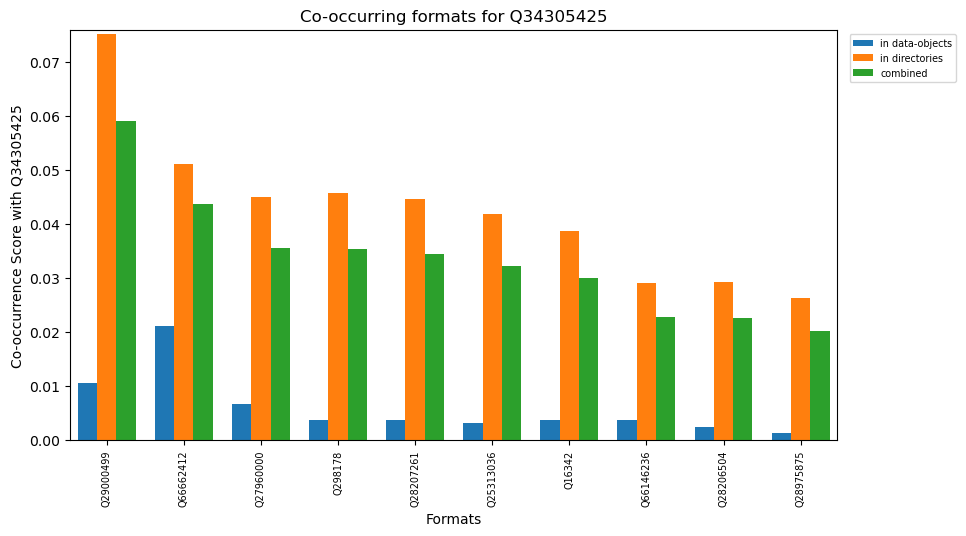 Co-occurring formats for Q34305425
in data-objects
in directories
combined
Co-occurrence Score with Q34305425
0.07
0.06
0.05
0.04
0.03
0.02
0.01
0.00
Q29000499
Q66662412
Q27960000
Q298178
Q28207261
Q25313036
Q16342
Q66146236
Q28206504
Q28975875
Formats